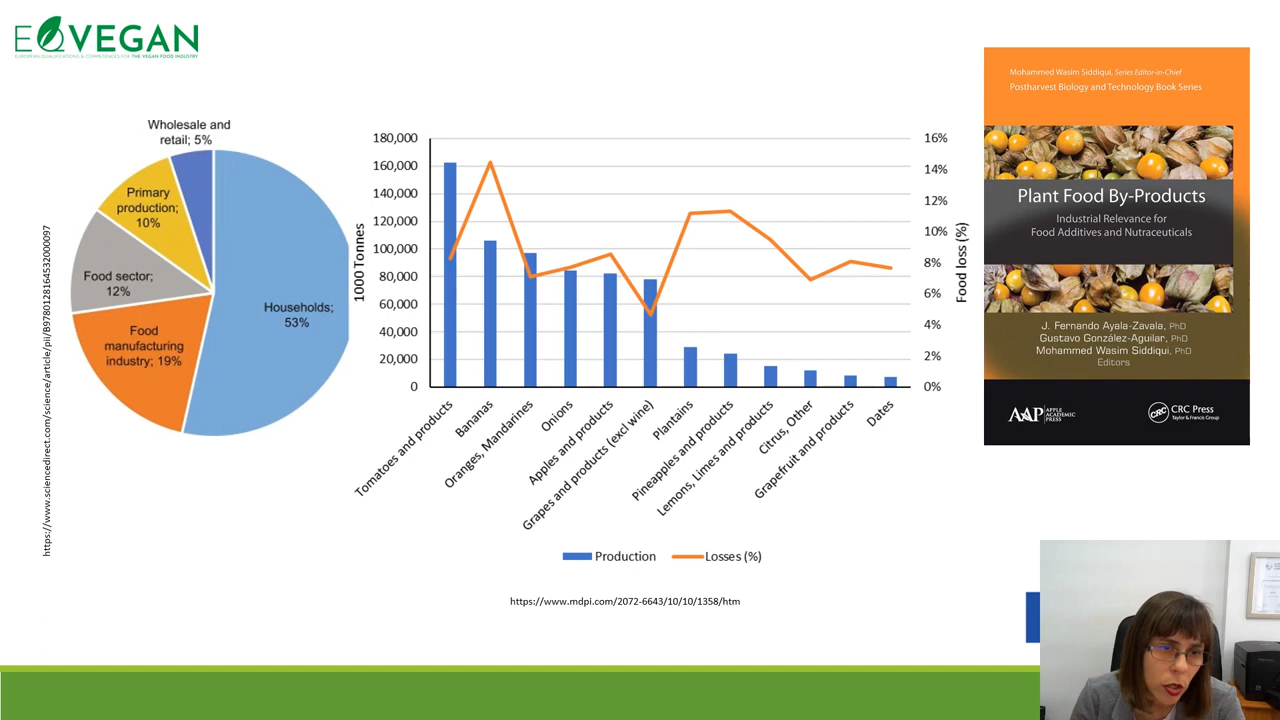 EQVEGAN
EUROPEAN QUALIFICATIONS & COMPETENCES FOR THE VEGAN FOOD INDUSTRY
https://www.sciencedirect.com/science/article/pii/B9780128164532000097
Wholesale and
retail; 5%
Primary
production;
10%
Food sector;
12%
Food
manufacturing
industry; 19%
Households;
53%
1000 Tonnes
180,000
160,000
140,000
120,000
100,000
80,000
60,000
40,000
20,000
0
16%
14%
12%
10%
8%
6%
4%
2%
0%
Food loss (%)
Tomatoes and products
Bananas
Oranges, Mandarines
Onions
Apples and products
Grapes and products (excl wine)
Plantains
Pineapples and products
Lemons, Limes and products
Citrus, Other
Grapefruit and products
Dates
Production
Losses (%)
https://www.mdpi.com/2072-6643/10/10/1358/htm
Mohammed Wasim Siddiqui, Series Editor-in-Chief
Postharvest Biology and Technology Book Series
Plant Food By-Products
Industrial Relevance for
Food Additives and Nutraceuticals
J. Fernando Ayala-Zavala, PhD
Gustavo González-Aguilar, PhD
Mohammed Wasim Siddiqui, PhD
Editors
AAP APPLE ACADEMIC PRESS
CRC CRC Press
Taylor & Francis Group